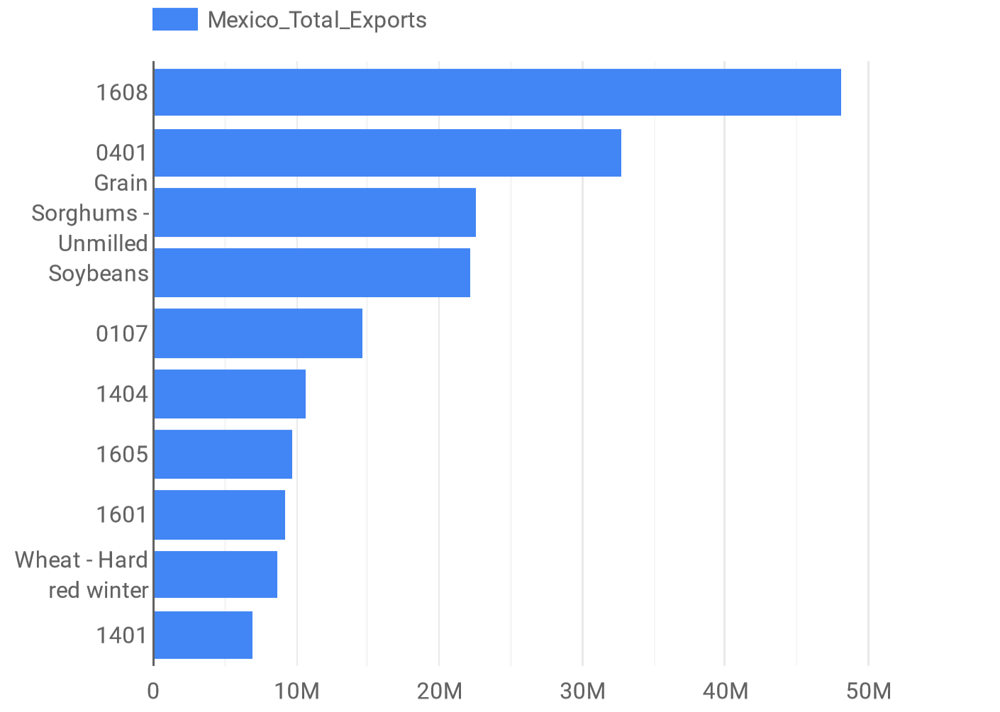 Mexico_Total_Exports
1608
0401
Grain
Sorghums -
Unmilled
Soybeans
0107
1404
1605
1601
Wheat - Hard
red winter
1401
0 10M 20M 30M 40M 50M